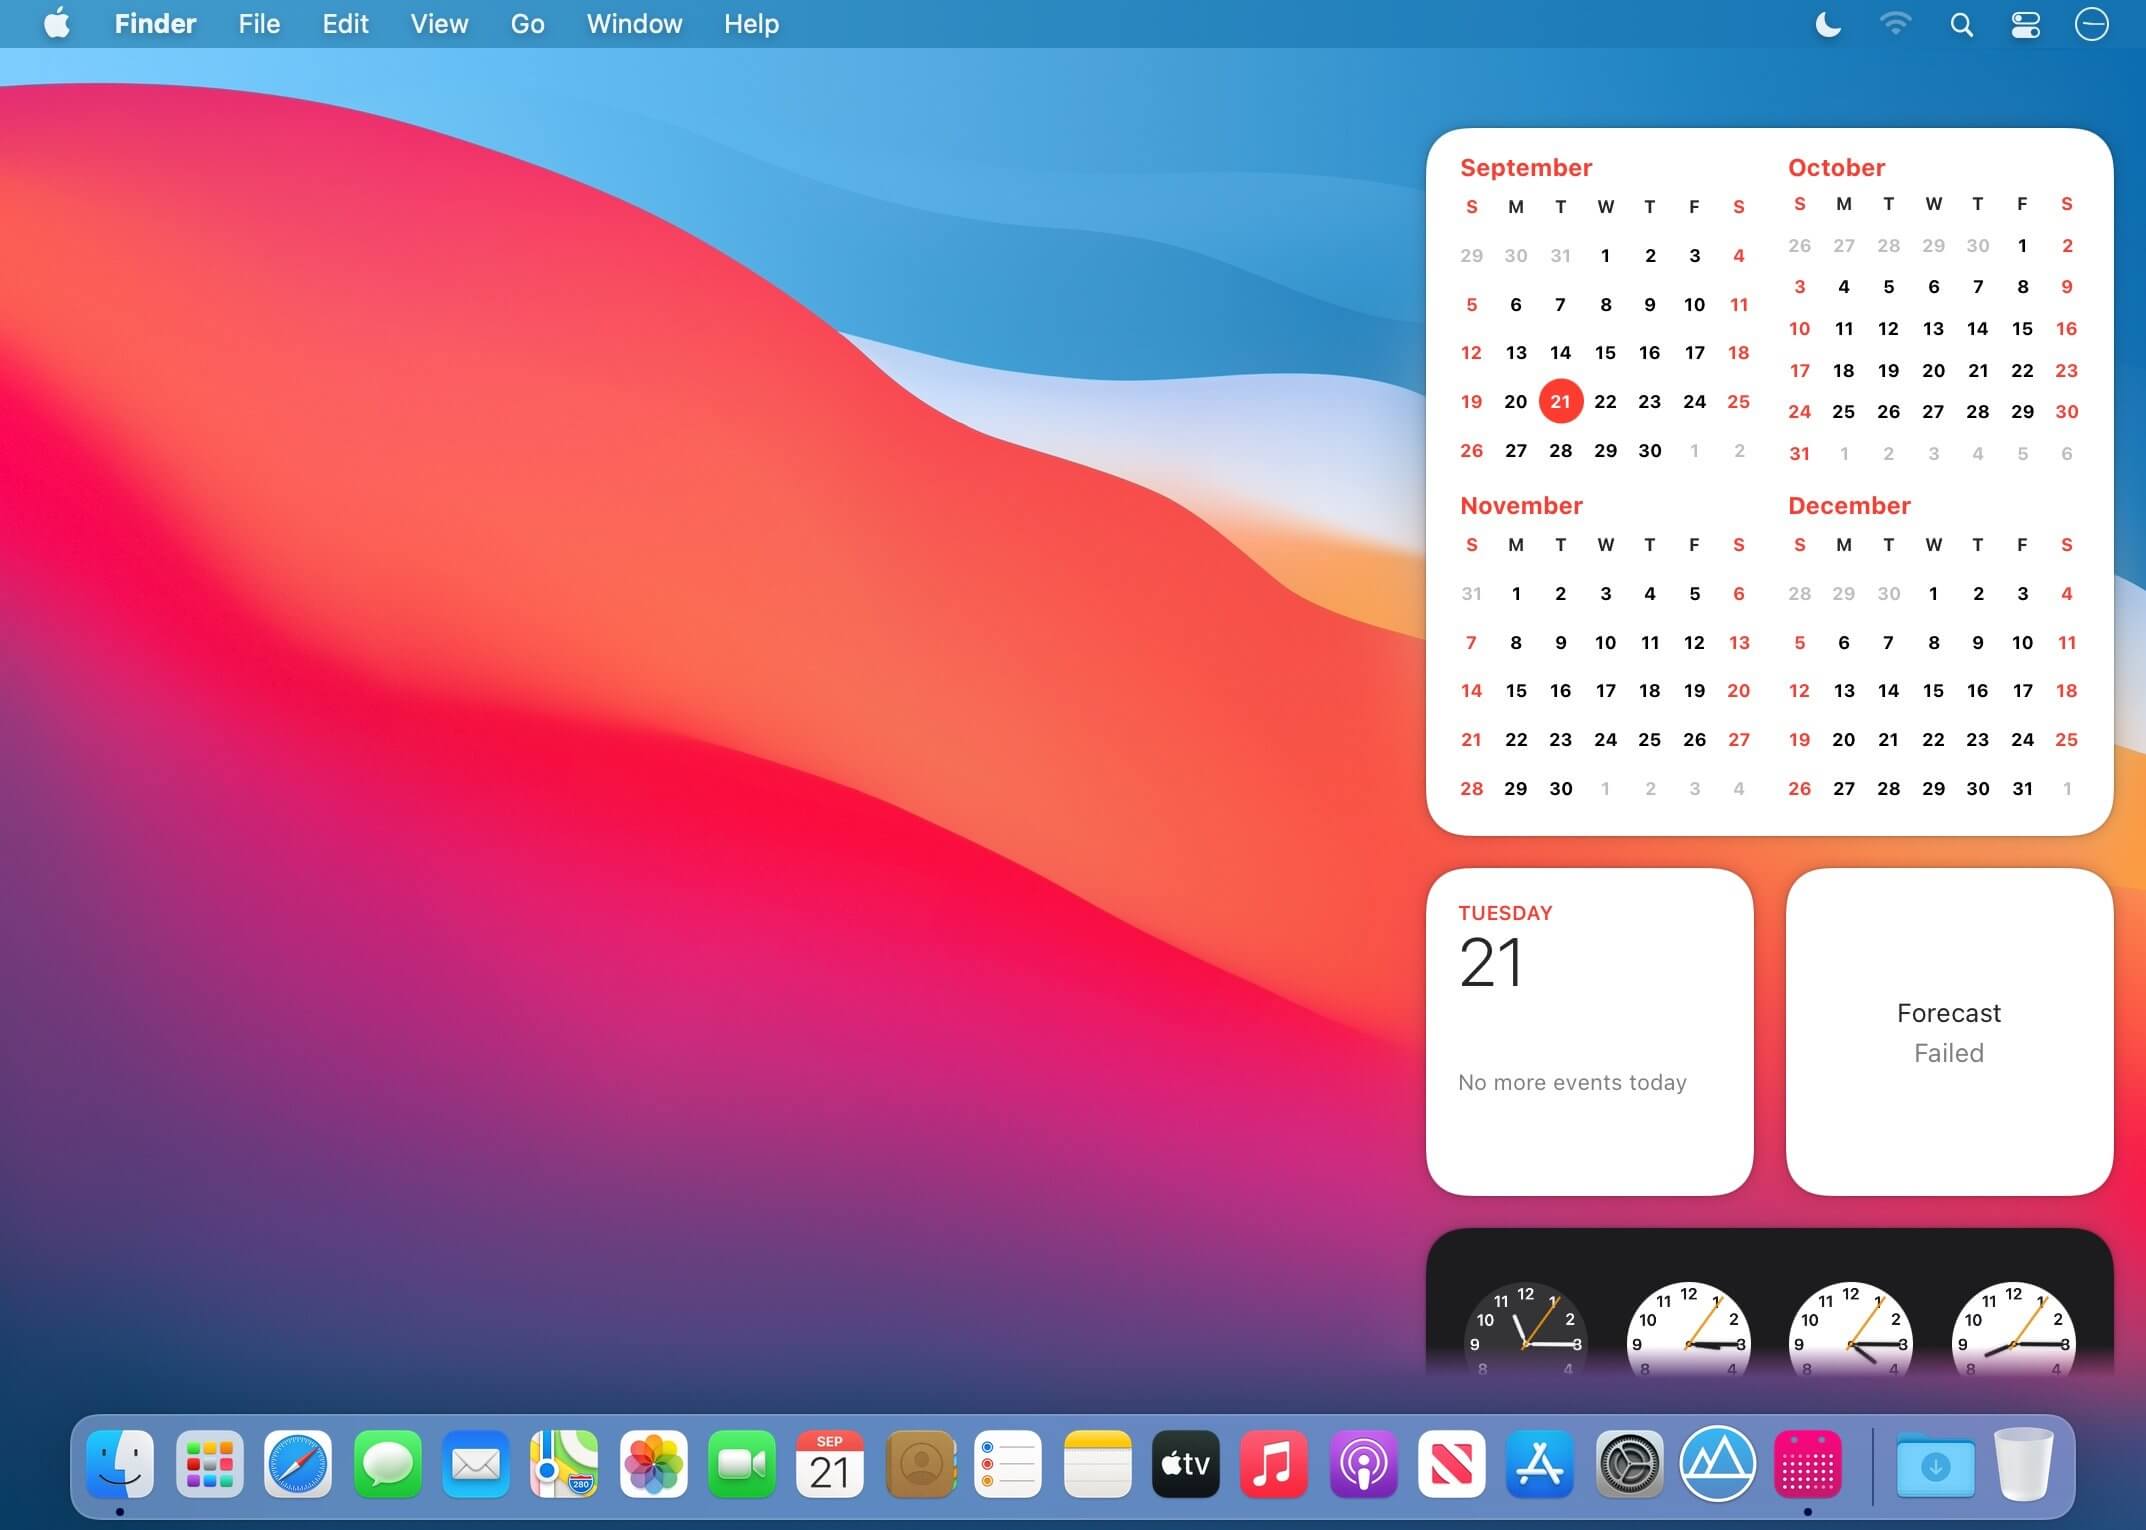 Finder File Edit View Go Window Help
September
S M T W T F S
29 30 31 1 2 3 4
5 6 7 8 9 10 11
12 13 14 15 16 17 18
19 20 21 22 23 24 25
26 27 28 29 30 1 2
October
S M T W T F S
26 27 28 29 30 1 2
3 4 5 6 7 8 9
10 11 12 13 14 15 16
17 18 19 20 21 22 23
24 25 26 27 28 29 30
31 1 2 3 4 5 6
November
S M T W T F S
31 1 2 3 4 5 6
7 8 9 10 11 12 13
14 15 16 17 18 19 20
21 22 23 24 25 26 27
28 29 30 1 2 3 4
December
S M T W T F S
28 29 30 1 2 3 4
5 6 7 8 9 10 11
12 13 14 15 16 17 18
19 20 21 22 23 24 25
26 27 28 29 30 31 1
TUESDAY
21
No more events today
Forecast
Failed
11 12 1
10 2
9 3
8 4
11 12 1
10 2
9 3
8 4
11 12 1
10 2
9 3
8 4
11 12 1
10 2
9 3
8 4
280
SEP
21
tv